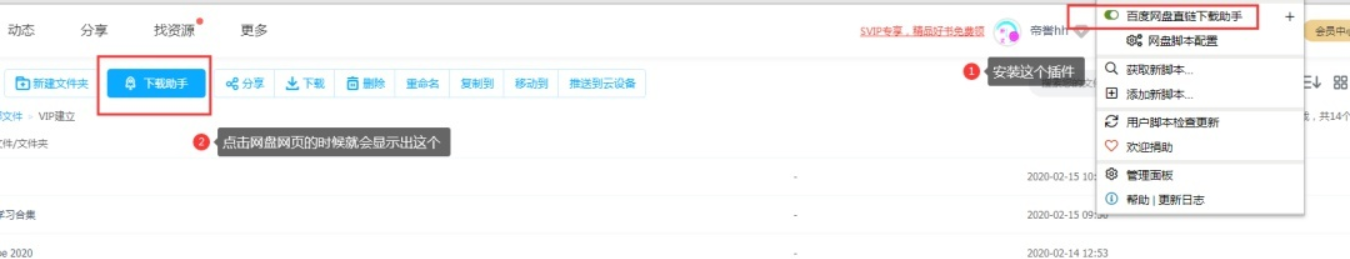 动态 分享 找资源 更多
SVIP专享,精品好书免费领 帝誉hh
会员中心
百度网盘直链下载助手 +
网盘脚本配置
获取新脚本...
添加新脚本...
用户脚本检查更新
欢迎捐助
管理面板
帮助 | 更新日志
1 安装这个插件
新建文件夹 下载助手 分享 下载 删除 重命名 复制到 移动到 推送到云设备
文件 > VIP建立
,共14个
文件/文件夹
2 点击网盘网页的时候就会显示出这个
- 2020-02-15 10:
学习合集 - 2020-02-15 09:50
be 2020 - 2020-02-14 12:53